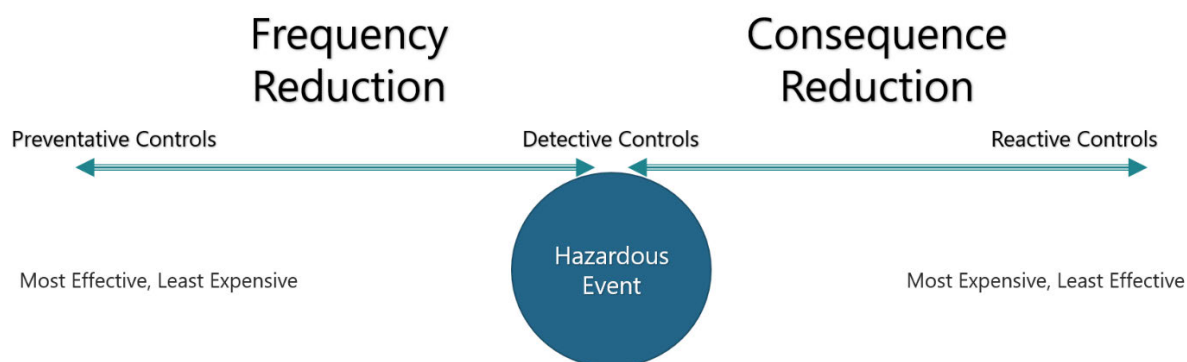 Frequency
Reduction
Consequence
Reduction
Preventative Controls
Detective Controls
Reactive Controls
Hazardous
Event
Most Effective, Least Expensive
Most Expensive, Least Effective